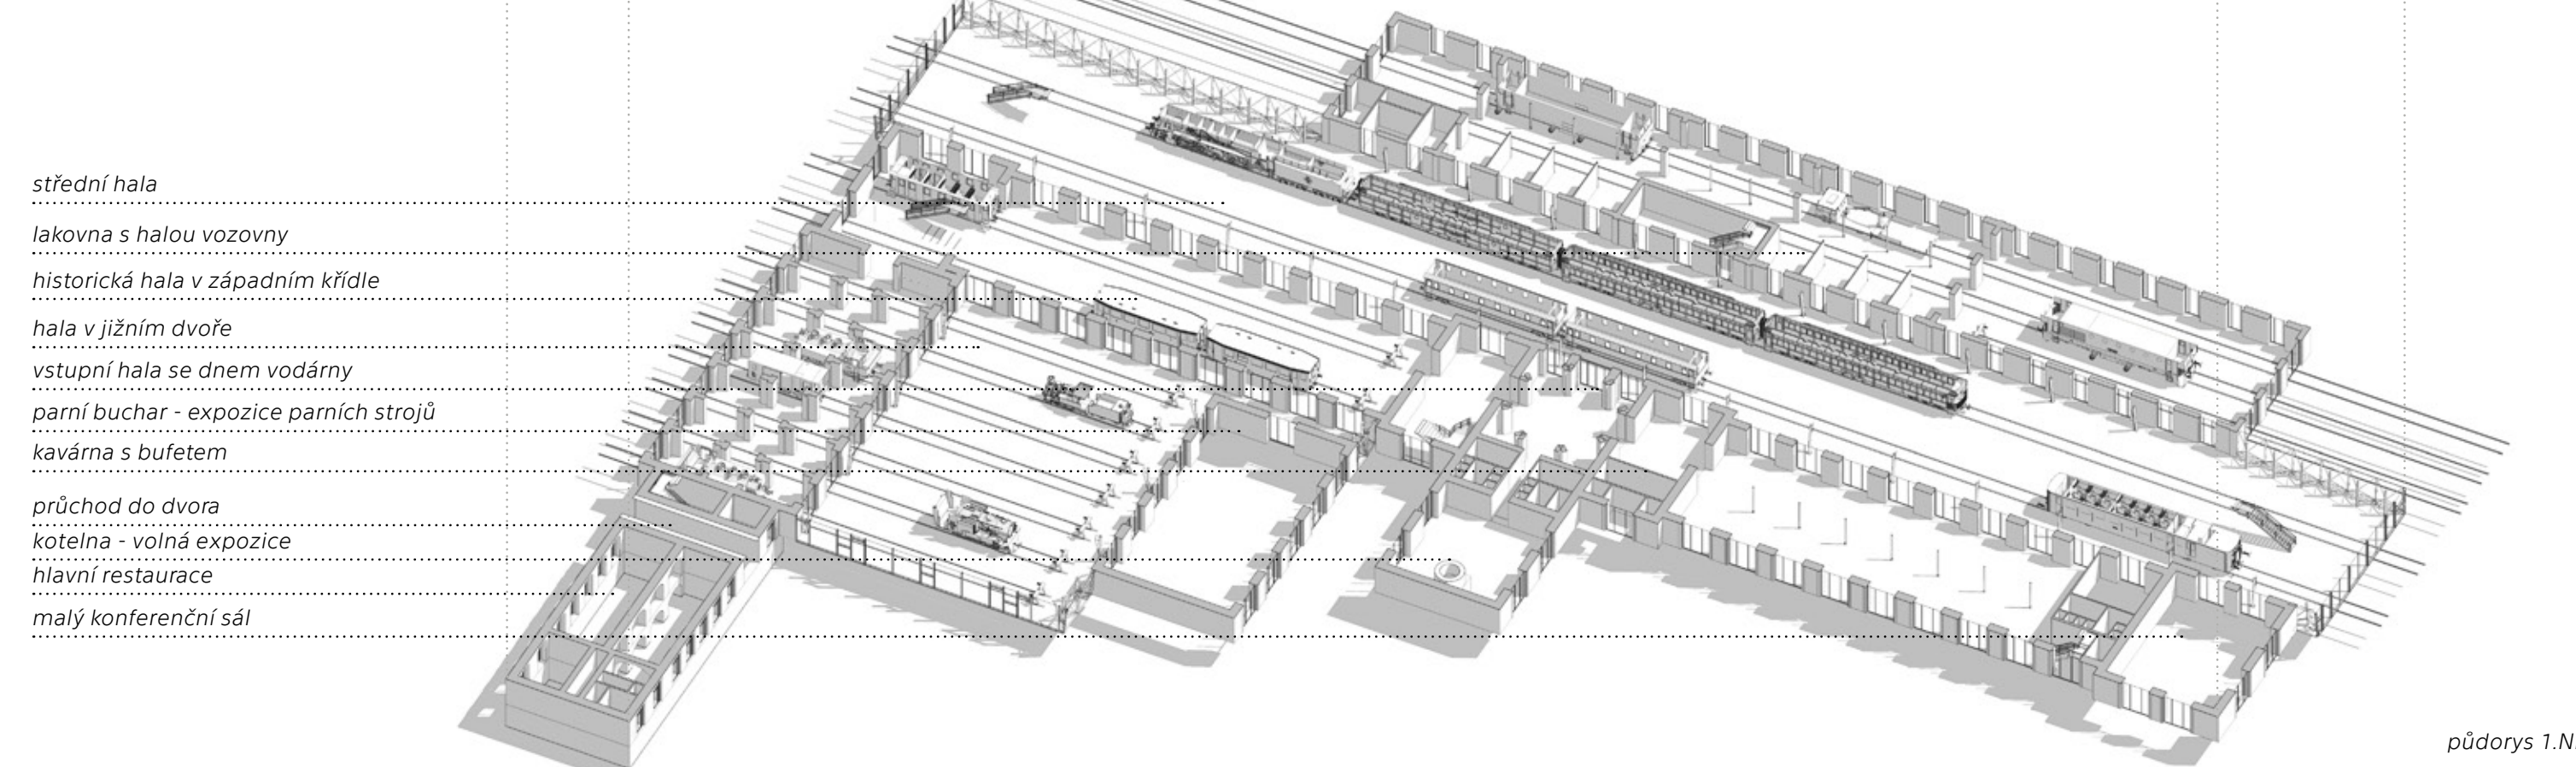 střední hala
lakovna s halou vozovny
historická hala v západním křídle
hala v jižním dvoře
vstupní hala se dnem vodárny
parní buchar - expozice parních strojů
kavárna s bufetem
průchod do dvora
kotelna - volná expozice
hlavní restaurace
malý konferenční sál
půdorys 1.N